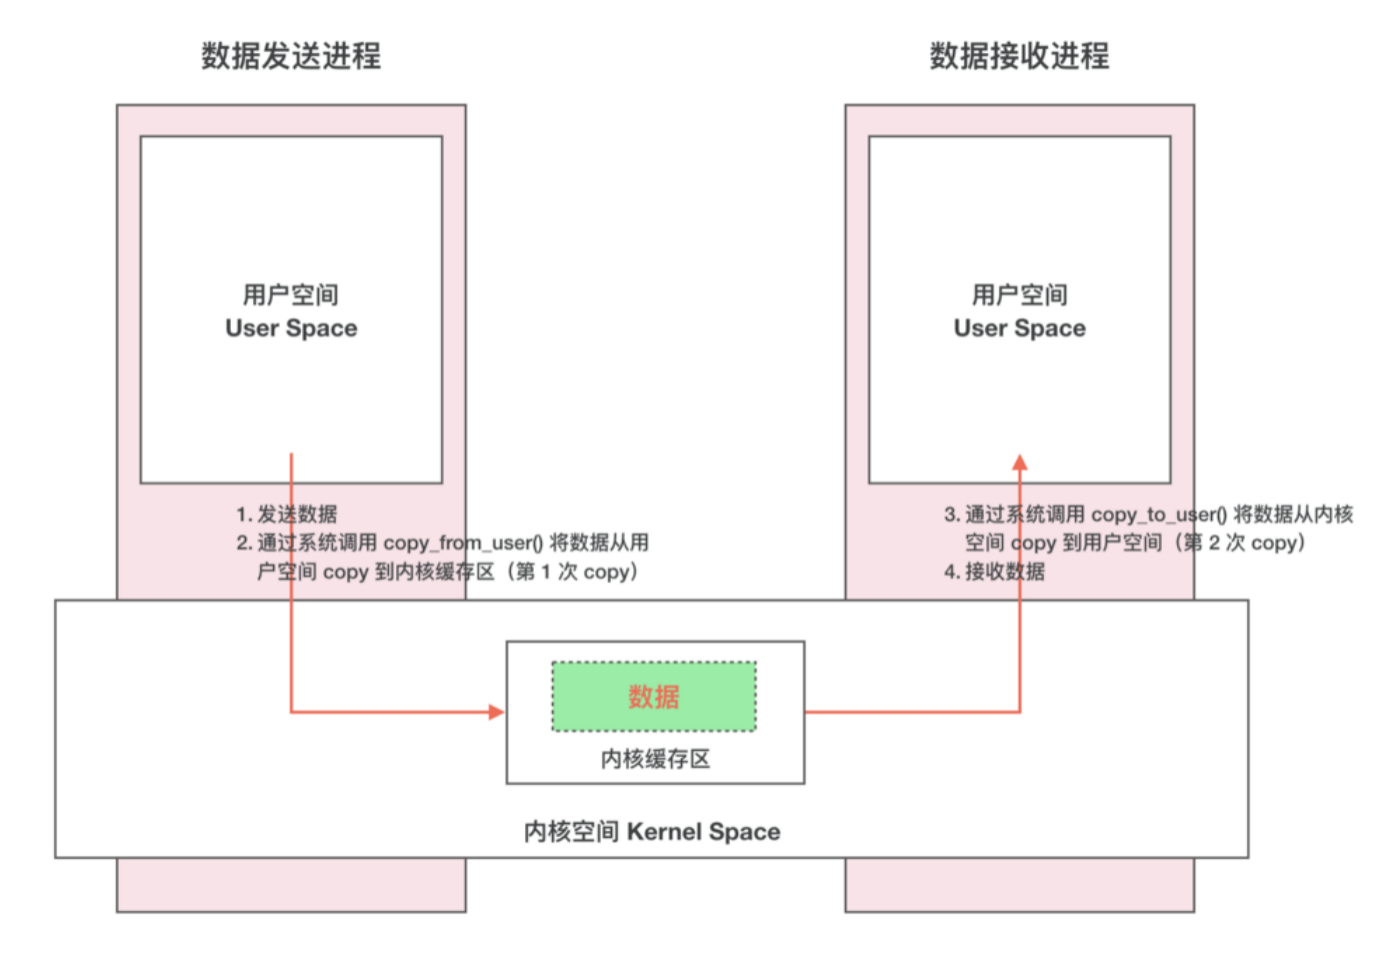 数据发送进程
数据接收进程
用户空间
User Space
用户空间
User Space
1. 发送数据
2. 通过系统调用 copy_from_user() 将数据从用
户空间 copy 到内核缓存区（第 1 次 copy）
3. 通过系统调用 copy_to_user() 将数据从内核
空间 copy 到用户空间（第 2 次 copy）
4. 接收数据
数据
内核缓存区
内核空间 Kernel Space